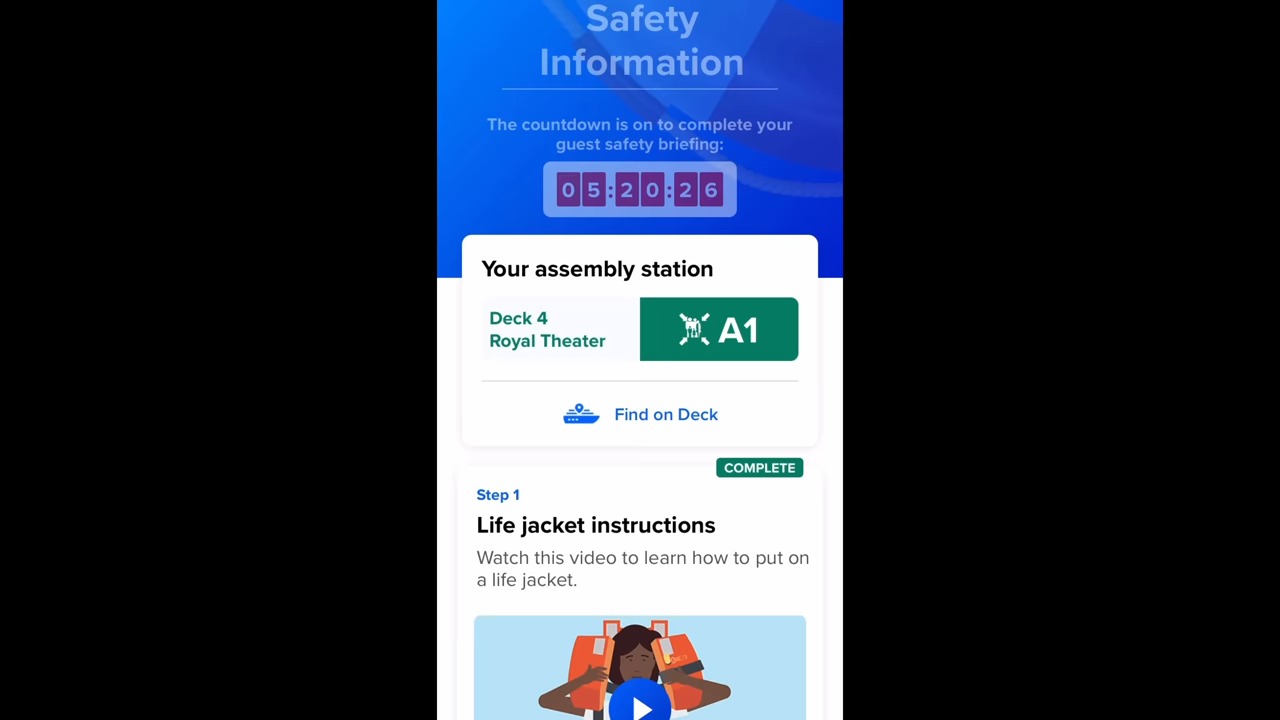 Safety
Information
The countdown is on to complete your
guest safety briefing:
05:20:26
Your assembly station
Deck 4
Royal Theater
A1
Find on Deck
COMPLETE
Step 1
Life jacket instructions
Watch this video to learn how to put on
a life jacket.